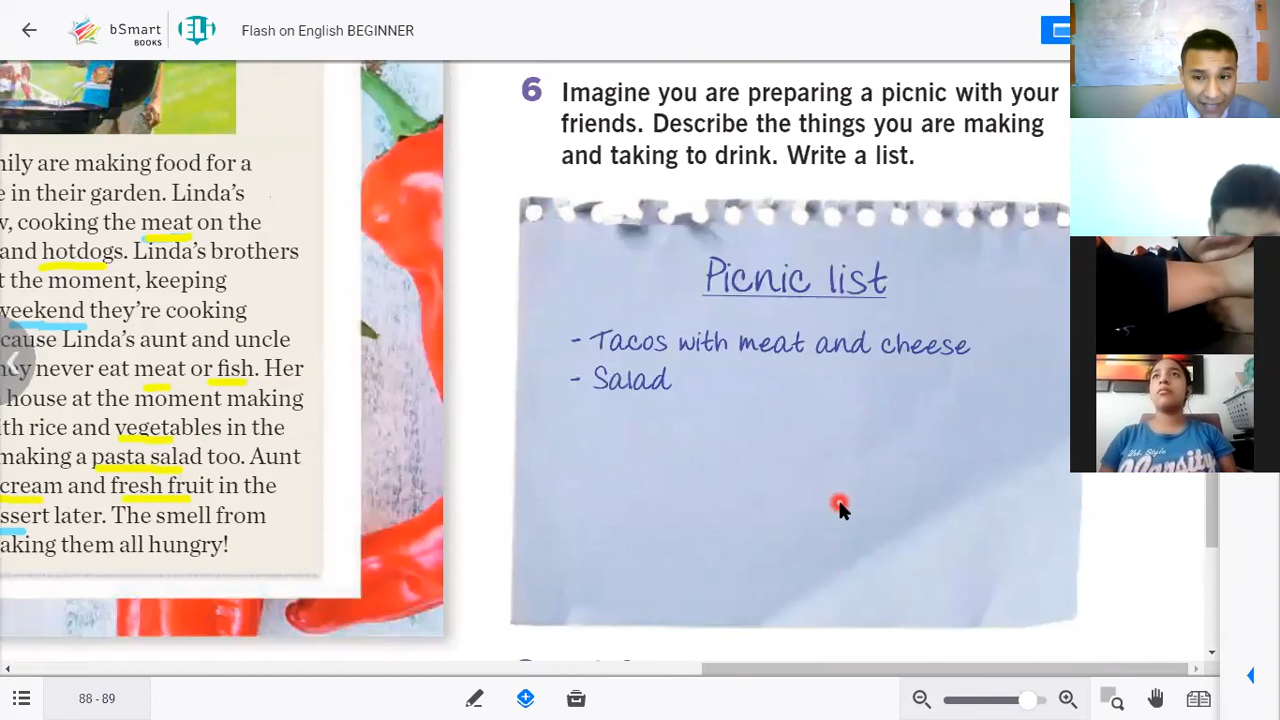 bSmart
BOOKS
ELi
Flash on English BEGINNER
are making food for a
in their garden. Linda's
cooking the meat on the
and hotdogs. Linda's brothers
the moment, keeping
weekend they're cooking
Linda's aunt and uncle
never eat meat or fish. Her
house at the moment making
rice and vegetables in the
making a pasta salad too. Aunt
cream and fresh fruit in the
later. The smell from
them all hungry!
6 Imagine you are preparing a picnic with your
friends. Describe the things you are making
and taking to drink. Write a list.
Picnic list
- Tacos with meat and cheese
- Salad
88 - 89